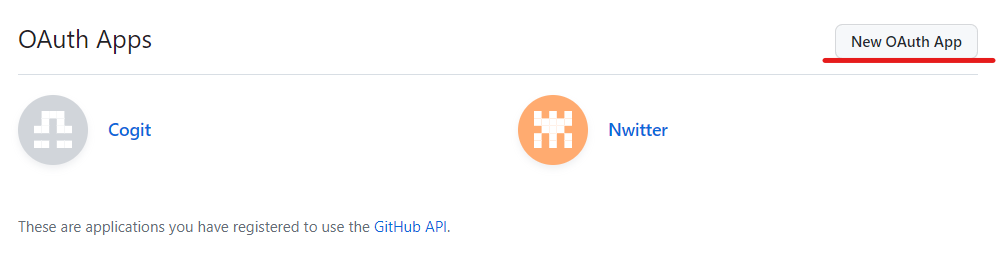 OAuth Apps
New OAuth App
Cogit
Nwitter
These are applications you have registered to use the GitHub API.